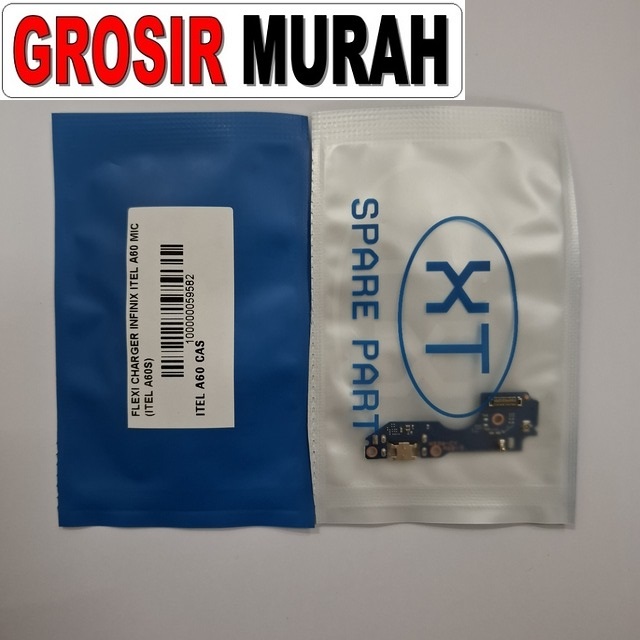 GROSIR MURAH
FLEXI CHARGER INFINIX ITEL A60 MIC
(ITEL A60S)
100000059582
ITEL A60 CAS
XT
SPARE PART